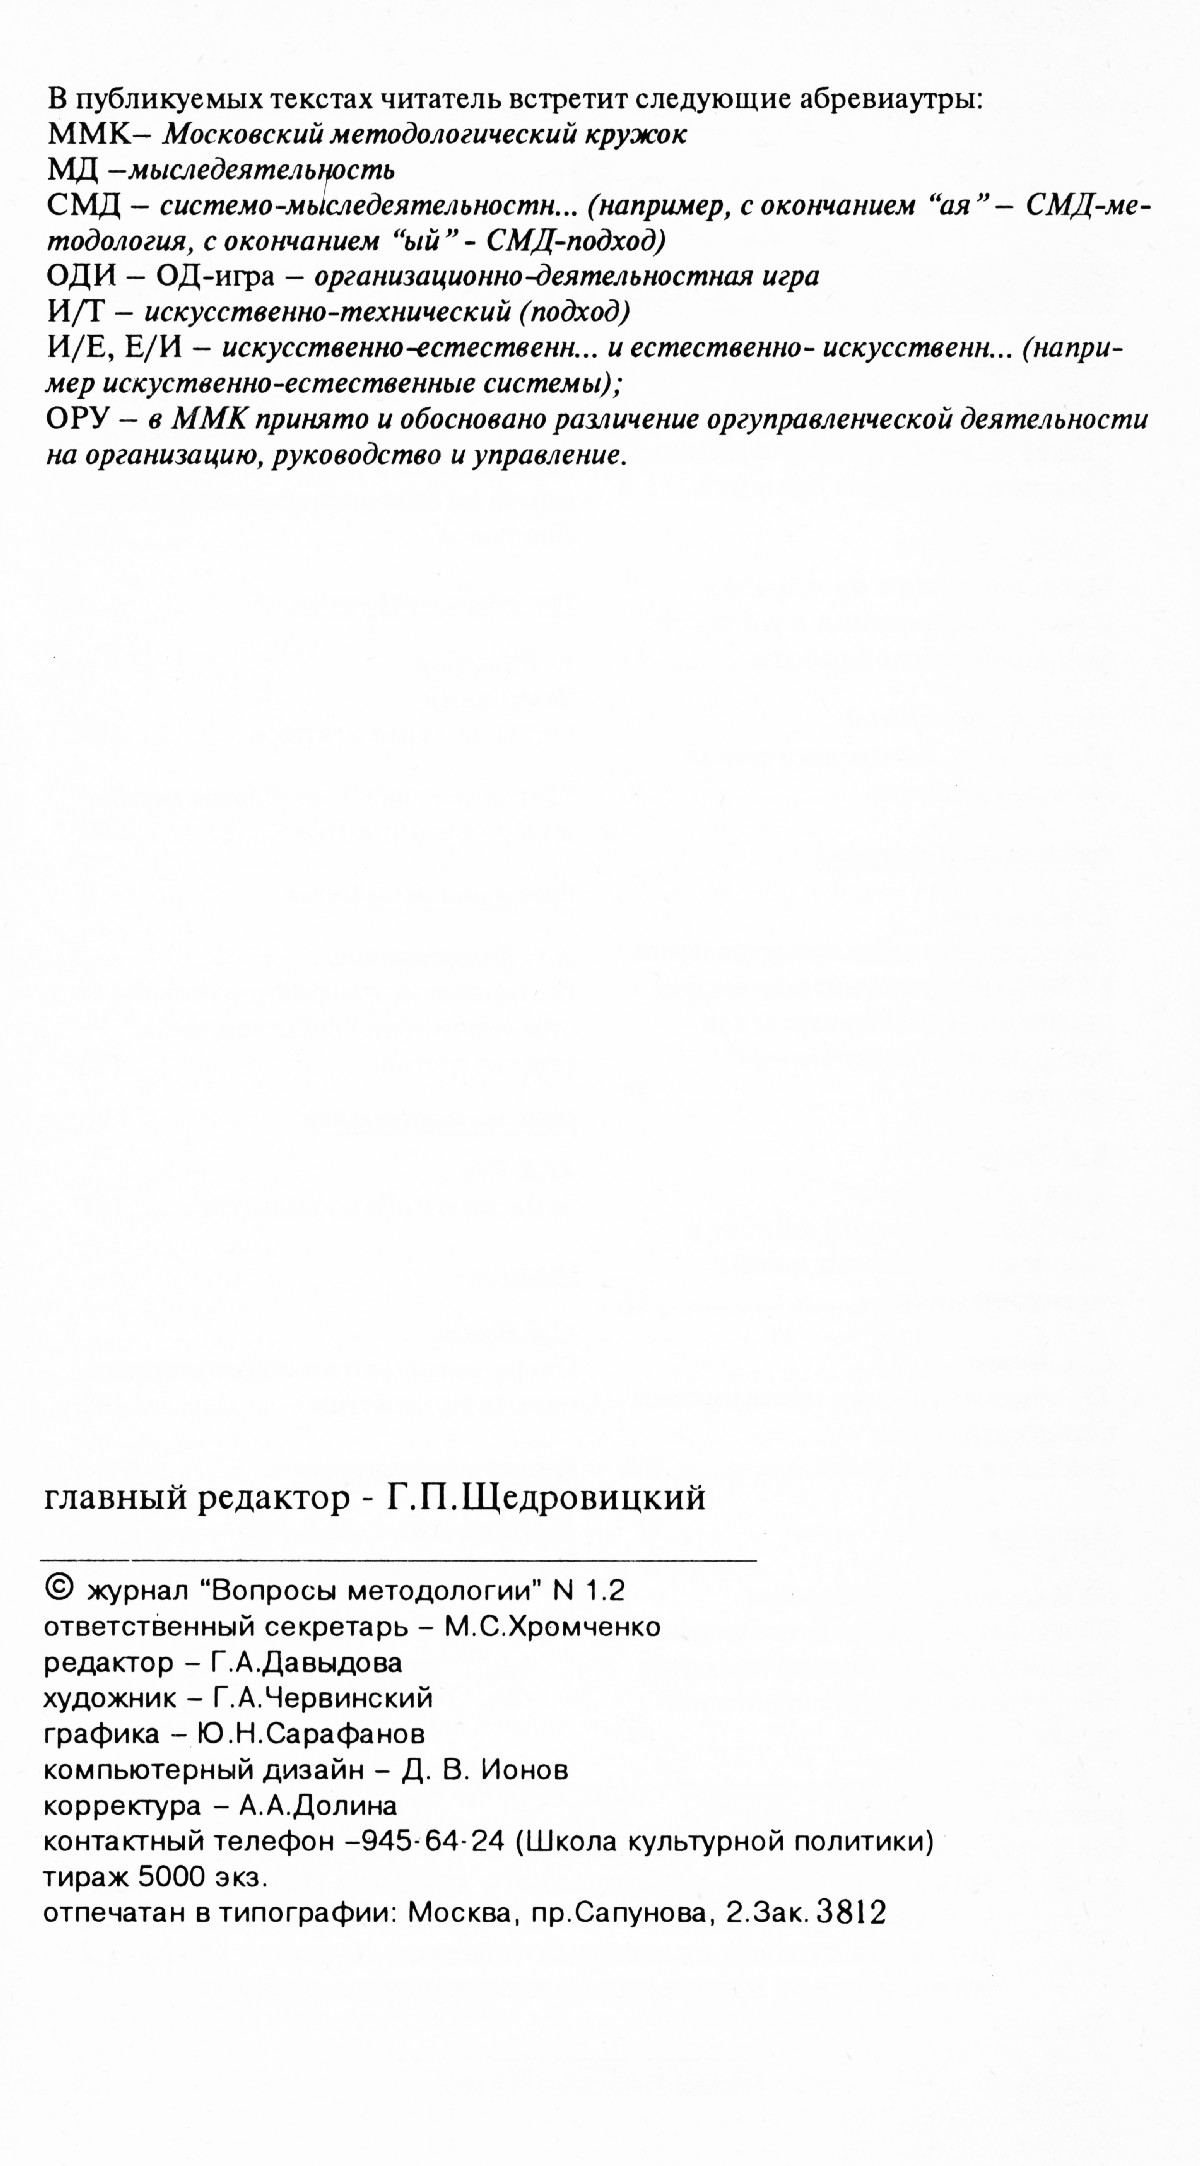 В публикуемых текстах читатель встретит следующие абревиаутры:
ММК– Московский методологический кружок
МД –мыследеятельность
СМД – системо-мыследеятельностн... (например, с окончанием “ая” – СМД-ме-
тодология, с окончанием “ый” - СМД-подход)
ОДИ – ОД-игра – организационно-деятельностная игра
И/Т – искусственно-технический (подход)
И/Е, Е/И – искусственно-естественн... и естественно- искусственн... (напри-
мер искуственно-естественные системы);
ОРУ – в ММК принято и обосновано различение оргуправленческой деятельности
на организацию, руководство и управление.
главный редактор - Г.П.Щедровицкий
© журнал “Вопросы методологии" N 1.2
ответственный секретарь – М.С.Хромченко
редактор – Г.А.Давыдова
художник – Г.А.Червинский
графика – Ю.Н.Сарафанов
компьютерный дизайн – Д. В. Ионов
корректура – А.А.Долина
контактный телефон –945-64-24 (Школа культурной политики)
тираж 5000 экз.
отпечатан в типографии: Москва, пр.Сапунова, 2.Зак. 3812